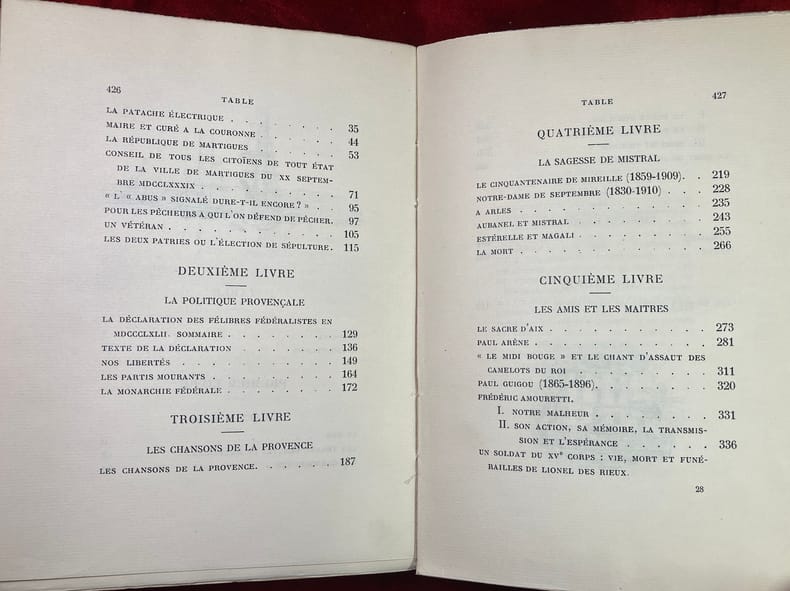 426
TABLE
LA PATACHE ÉLECTRIQUE . . . . . . . 35
MAIRE ET CURÉ A LA COURONNE . . . . . 44
LA RÉPUBLIQUE DE MARTIGUES . . . . . 53
CONSEIL DE TOUS LES CITOÏENS DE TOUT ÉTAT
DE LA VILLE DE MARTIGUES DU XX SEPTEM-
BRE MDCCLXXXIX . . . . . . . . 71
« L' « ABUS » SIGNALÉ DURE-T-IL ENCORE ? » . . 95
POUR LES PÊCHEURS A QUI L'ON DÉFEND DE PÊCHER. 97
UN VÉTÉRAN . . . . . . . . . . 105
LES DEUX PATRIES OU L'ÉLECTION DE SÉPULTURE. 115
DEUXIÈME LIVRE
LA POLITIQUE PROVENÇALE
LA DÉCLARATION DES FÉLIBRES FÉDÉRALISTES EN
MDCCCLXLII. SOMMAIRE . . . . . . . 129
TEXTE DE LA DÉCLARATION . . . . . . 136
NOS LIBERTÉS . . . . . . . . . 149
LES PARTIS MOURANTS . . . . . . . . 164
LA MONARCHIE FÉDÉRALE . . . . . . . 172
TROISIÈME LIVRE
LES CHANSONS DE LA PROVENCE
LES CHANSONS DE LA PROVENCE. . . . . . 187
427
TABLE
QUATRIÈME LIVRE
LA SAGESSE DE MISTRAL
LE CINQUANTENAIRE DE MIREILLE (1859-1909). . 219
NOTRE-DAME DE SEPTEMBRE (1830-1910) . . . 228
A ARLES . . . . . . . . . . . 235
AUBANEL ET MISTRAL . . . . . . . . 243
ESTÉRELLE ET MAGALI . . . . . . . . 255
LA MORT . . . . . . . . . . . 266
CINQUIÈME LIVRE
LES AMIS ET LES MAITRES
LE SACRE D'AIX . . . . . . . . . 273
PAUL ARÈNE . . . . . . . . . . 281
« LE MIDI BOUGE » ET LE CHANT D'ASSAUT DES
CAMELOTS DU ROI . . . . . . . . 311
PAUL GUIGOU (1865-1896). . . . . . . 320
FRÉDÉRIC AMOURETTI.
I. NOTRE MALHEUR . . . . . . . 331
II. SON ACTION, SA MÉMOIRE, LA TRANSMIS-
SION ET L'ESPÉRANCE . . . . . . 336
UN SOLDAT DU XVe CORPS : VIE, MORT ET FUNÉ-
RAILLES DE LIONEL DES RIEUX.
28